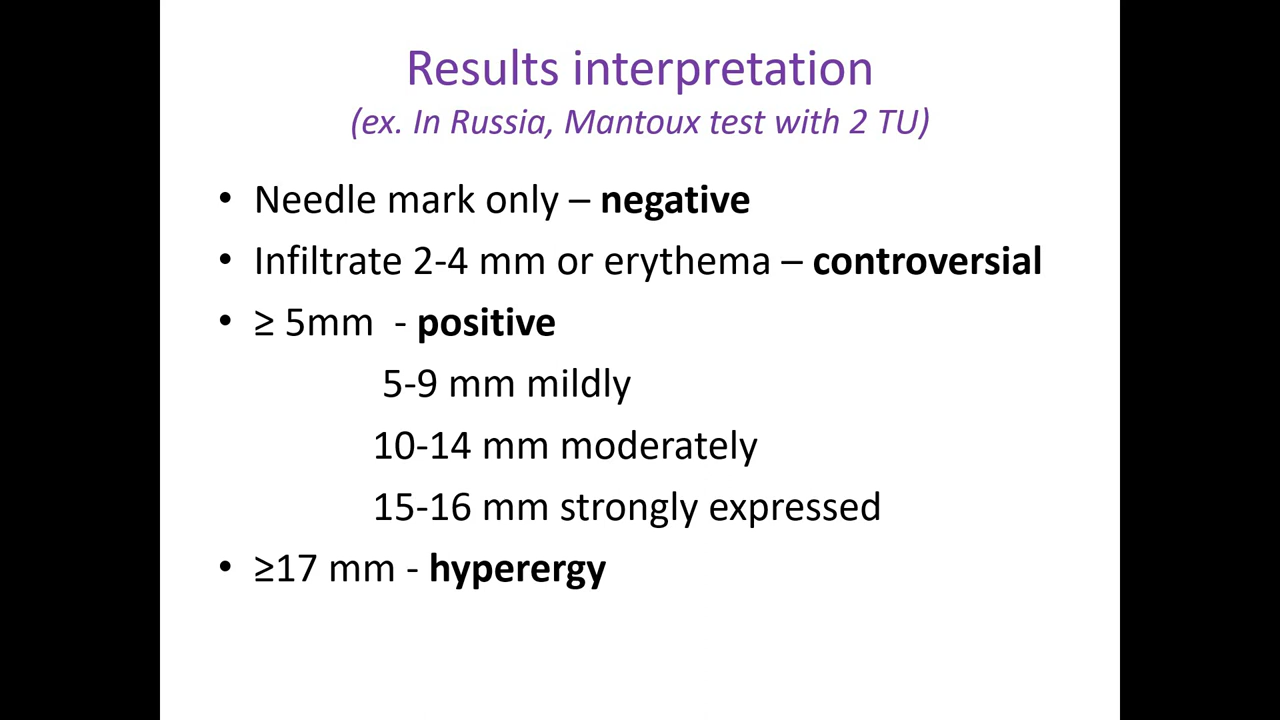 Results interpretation
(ex. In Russia, Mantoux test with 2 TU)
• Needle mark only – negative
• Infiltrate 2-4 mm or erythema – controversial
• ≥ 5mm  - positive
5-9 mm mildly
10-14 mm moderately
15-16 mm strongly expressed
• ≥17 mm - hyperergy